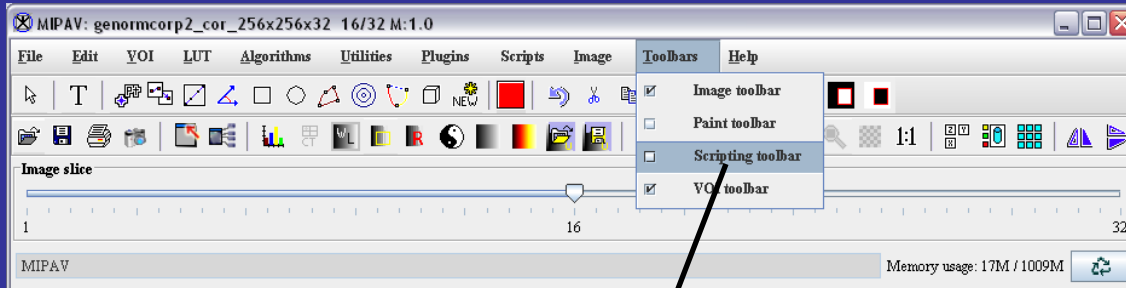 MIPAV: genormcorp2_cor_256x256x32 16/32 M:1.0
File Edit VOI LUT Algorithms Utilities Plugins Scripts Image Toolbars Help
T NEW Image toolbar
Paint toolbar
WL R Scripting toolbar 1:1
Image slice VOI toolbar
1 16 32
MIPAV Memory usage: 17M / 1009M